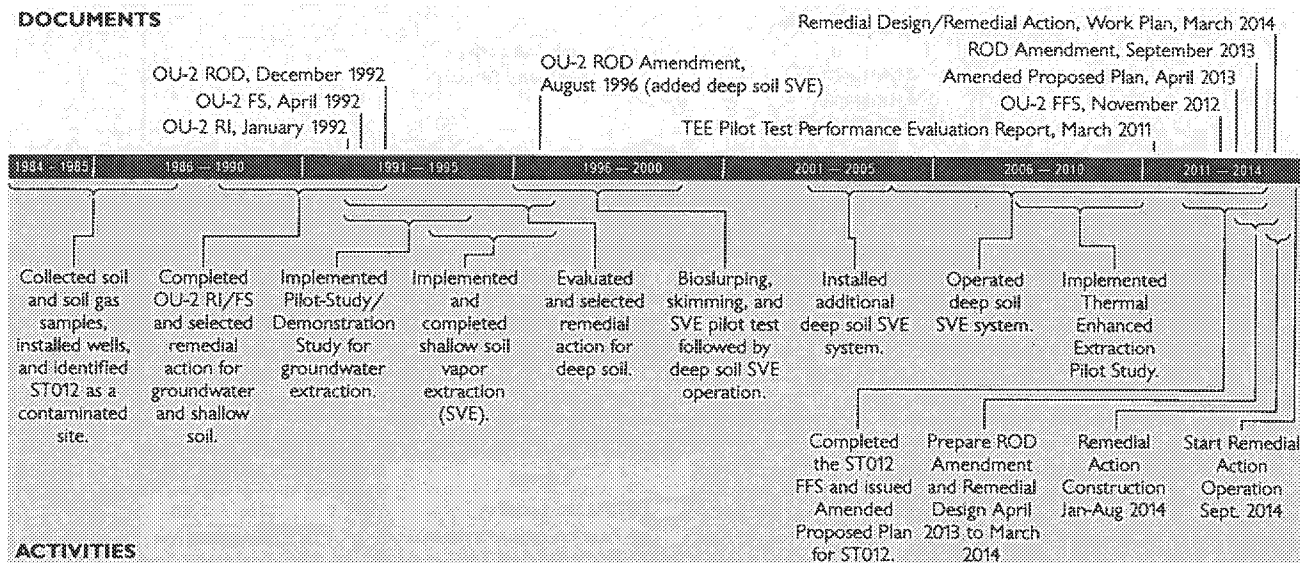 DOCUMENTS
Remedial Design/Remedial Action, Work Plan, March 2014
ROD Amendment, September 2013
Amended Proposed Plan, April 2013
OU-2 FFS, November 2012
TEE Pilot Test Performance Evaluation Report, March 2011
OU-2 ROD Amendment,
August 1996 (added deep soil SVE)
OU-2 ROD, December 1992
OU-2 FS, April 1992
OU-2 RI, January 1992
1984 - 1985
1986 — 1990
1991 — 1995
1996 — 2000
2001 — 2005
2006 — 2010
2011 — 2014
Collected soil
and soil gas
samples,
installed wells,
and identified
ST012 as a
contaminated
site.
Completed
OU-2 RI/FS
and selected
remedial
action for
groundwater
and shallow
soil.
Implemented
Pilot-Study/
Demonstration
Study for
groundwater
extraction.
Implemented
and
completed
shallow soil
vapor
extraction
(SVE).
Evaluated
and selected
remedial
action for
deep soil.
Bioslurping,
skimming, and
SVE pilot test
followed by
deep soil SVE
operation.
Installed
additional
deep soil SVE
system.
Operated
deep soil
SVE system.
Implemented
Thermal
Enhanced
Extraction
Pilot Study.
Completed
the ST012
FFS and issued
Amended
Proposed Plan
for ST012.
Prepare ROD
Amendment
and Remedial
Design April
2013 to March
2014
Remedial
Action
Construction
Jan-Aug 2014
Start Remedial
Action
Operation
Sept. 2014
ACTIVITIES